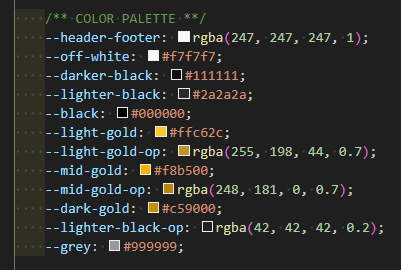 /** COLOR PALETTE **/
--header-footer: rgba(247, 247, 247, 1);
--off-white: #f7f7f7;
--darker-black: #111111;
--lighter-black: #2a2a2a;
--black: #000000;
--light-gold: #ffc62c;
--light-gold-op: rgba(255, 198, 44, 0.7);
--mid-gold: #f8b500;
--mid-gold-op: rgba(248, 181, 0, 0.7);
--dark-gold: #c59000;
--lighter-black-op: rgba(42, 42, 42, 0.2);
--grey: #999999;